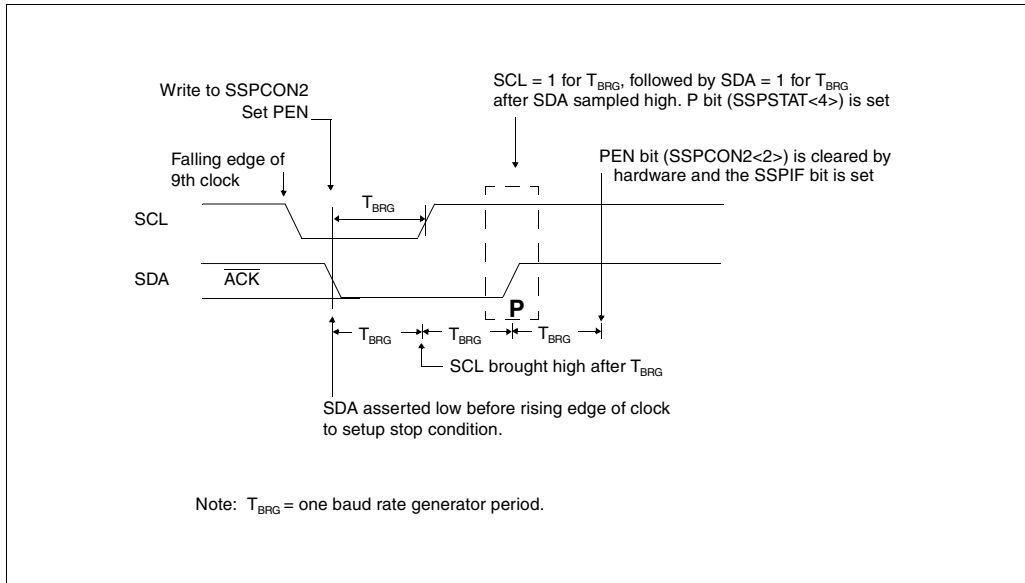 Write to SSPCON2
Set PEN
SCL = 1 for TBRG, followed by SDA = 1 for TBRG
after SDA sampled high. P bit (SSPSTAT<4>) is set
Falling edge of
9th clock
PEN bit (SSPCON2<2>) is cleared by
hardware and the SSPIF bit is set
TBRG
SCL
SDA
ACK
P
TBRG
TBRG
TBRG
SCL brought high after TBRG
SDA asserted low before rising edge of clock
to setup stop condition.
Note: TBRG = one baud rate generator period.